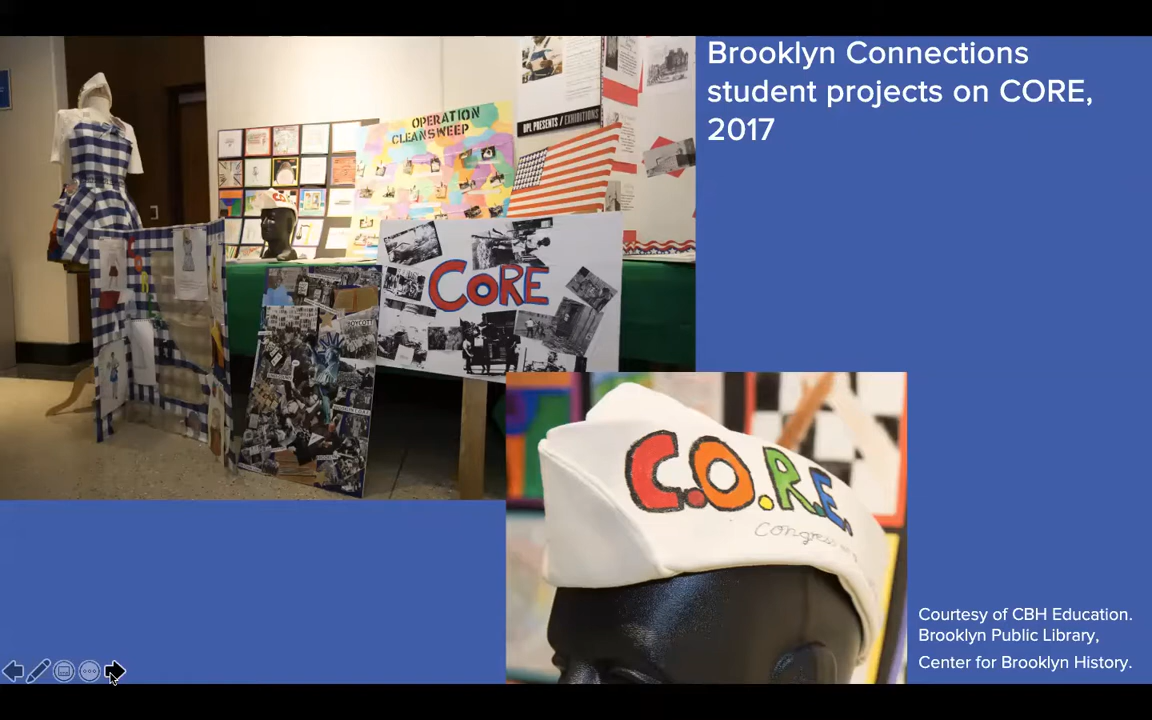 Brooklyn Connections
student projects on CORE,
2017
OPERATION
CLEANSWEEP
BPL PRESENTS / EXHIBITIONS
CORE
BOYCOTT
C.O.R.E.
Congress
Courtesy of CBH Education.
Brooklyn Public Library,
Center for Brooklyn History.